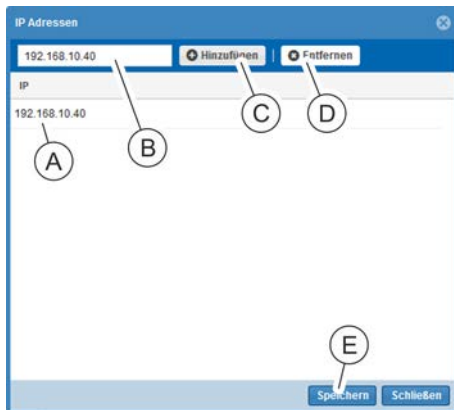 IP Adressen
192.168.10.40 Hinzufügen Entfernen
IP C D
192.168.10.40 B
A
E
Speichern Schließen